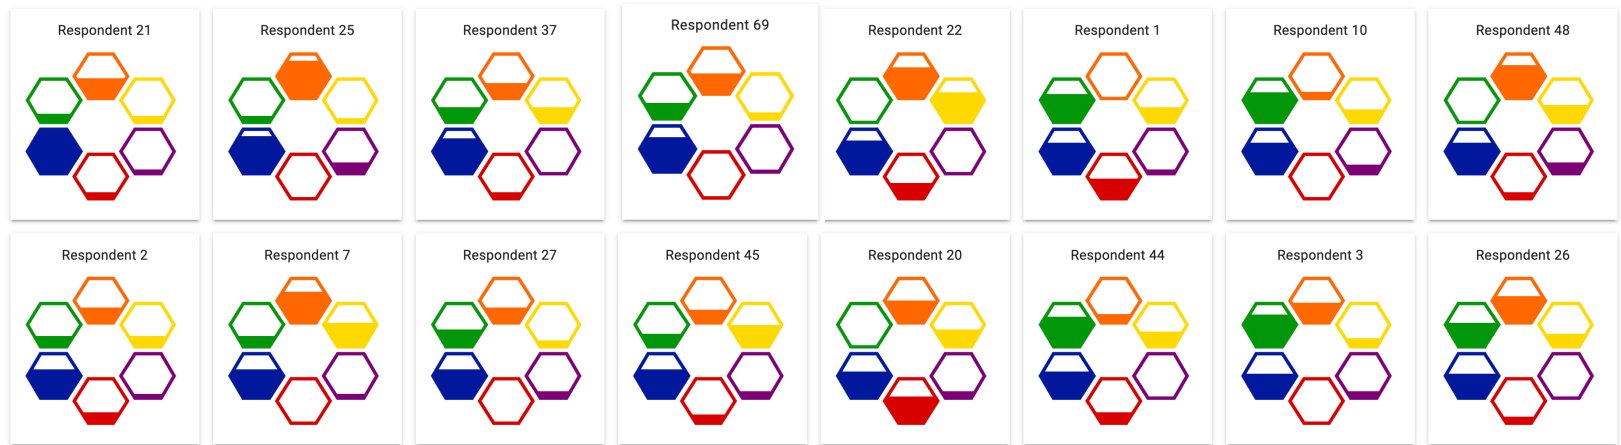 Respondent 21
Respondent 25
Respondent 37
Respondent 69
Respondent 22
Respondent 1
Respondent 10
Respondent 48
Respondent 2
Respondent 7
Respondent 27
Respondent 45
Respondent 20
Respondent 44
Respondent 3
Respondent 26